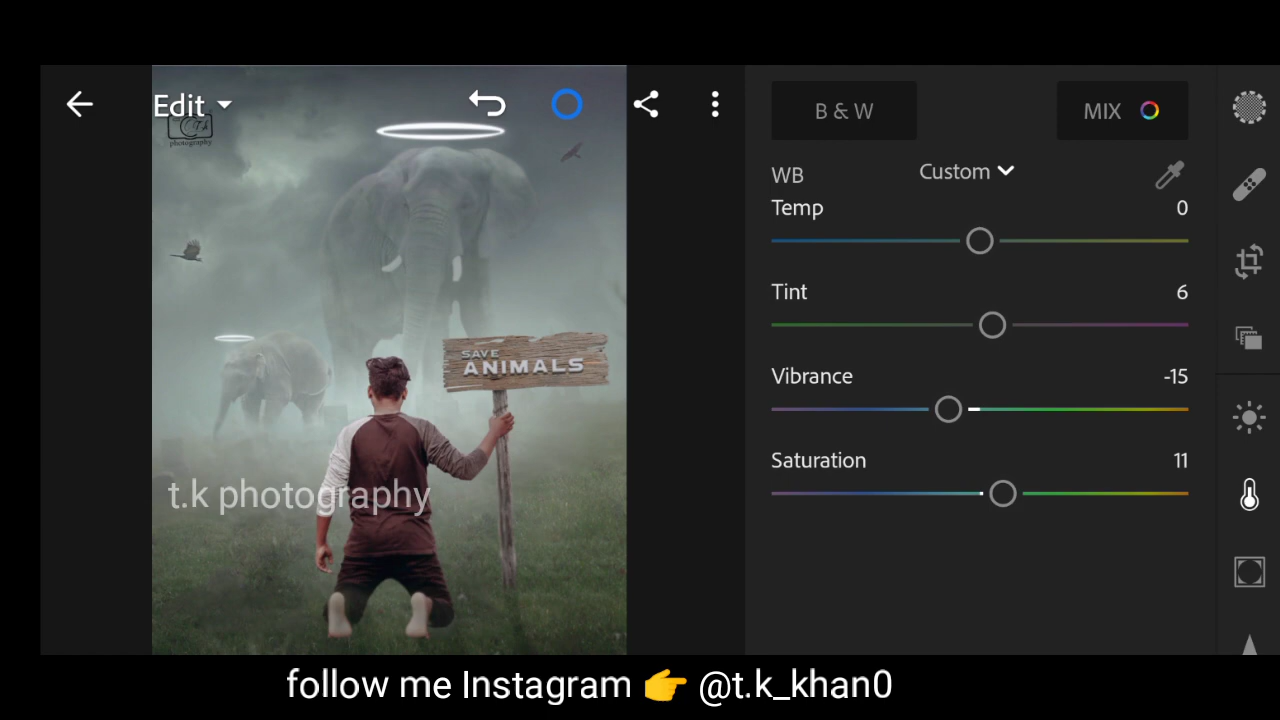 Edit
C T.k
photography
B & W
MIX
WB
Custom
Temp
0
Tint
6
Vibrance
-15
Saturation
11
SAVE
ANIMALS
t.k photography
follow me Instagram 👉 @t.k_khan0